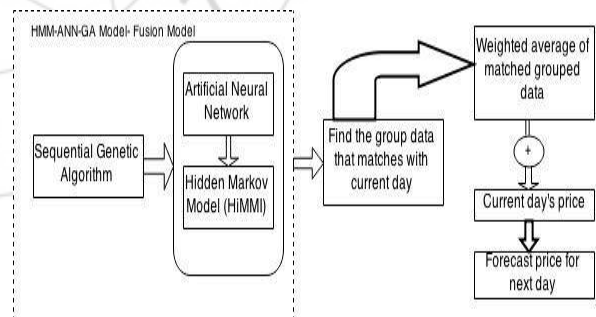 HMM-ANN-GA Model- Fusion Model
Sequential Genetic
Algorithm
Artificial Neural
Network
Hidden Markov
Model (HiMMI)
Find the group data
that matches with
current day
Weighted average of
matched grouped
data
+
Current day's price
Forecast price for
next day